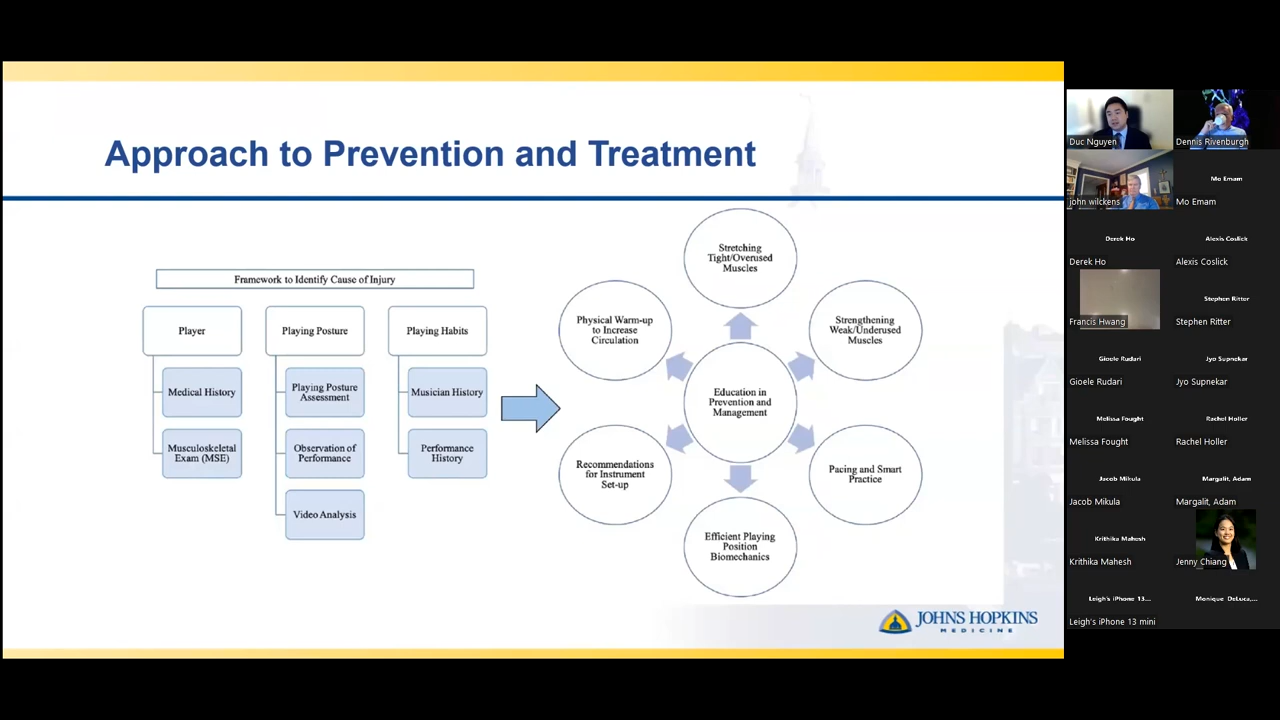 Approach to Prevention and Treatment
Framework to Identify Cause of Injury
Player
Medical History
Musculoskeletal
Exam (MSE)
Playing Posture
Playing Posture
Assessment
Observation of
Performance
Video Analysis
Playing Habits
Musician History
Performance
History
Education in
Prevention and
Management
Stretching
Tight/Overused
Muscles
Strengthening
Weak/Underused
Muscles
Pacing and Smart
Practice
Efficient Playing
Position
Biomechanics
Recommendations
for Instrument
Set-up
Physical Warm-up
to Increase
Circulation
JOHNS HOPKINS
MEDICINE
Duc Nguyen
Dennis Rivenburgh
john wilckens
Mo Emam
Mo Emam
Derek Ho
Derek Ho
Alexis Coslick
Alexis Coslick
Francis Hwang
Stephen Ritter
Stephen Ritter
Gioele Rudari
Gioele Rudari
Jyo Supnekar
Jyo Supnekar
Melissa Fought
Melissa Fought
Rachel Holler
Rachel Holler
Jacob Mikula
Jacob Mikula
Margalit, Adam
Margalit, Adam
Krithika Mahesh
Krithika Mahesh
Jenny Chiang
Leigh's iPhone 13...
Leigh's iPhone 13 mini
Monique DeLuca,...